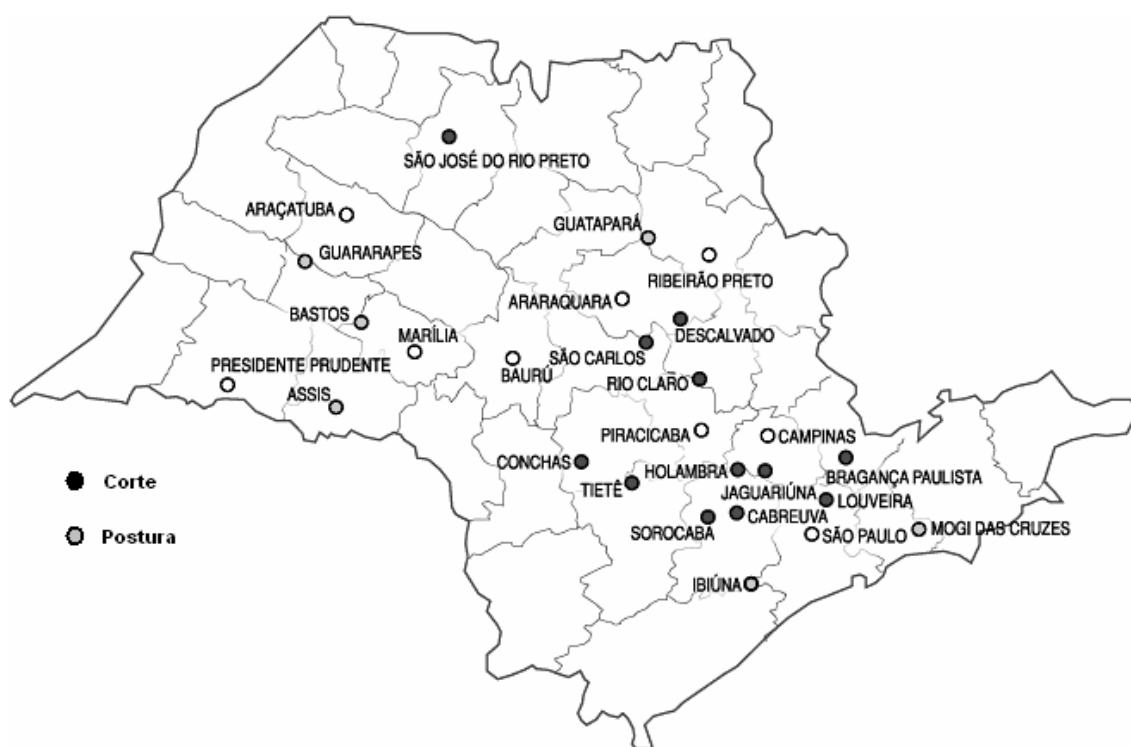 SÃO JOSÉ DO RIO PRETO
ARAÇATUBA
GUATAPARÁ
GUARARAPES
RIBEIRÃO PRETO
ARARAQUARA
BASTOS
MARÍLIA
DESCALVADO
SÃO CARLOS
PRESIDENTE PRUDENTE
BAURÚ
RIO CLARO
ASSIS
PIRACICABA
CAMPINAS
CONCHAS
HOLAMBRA
BRAGANÇA PAULISTA
Corte
TIETÊ
JAGUARIÚNA
LOUVEIRA
CABREUVA
SOROCABA
SÃO PAULO
MOGI DAS CRUZES
Postura
IBIÚNA